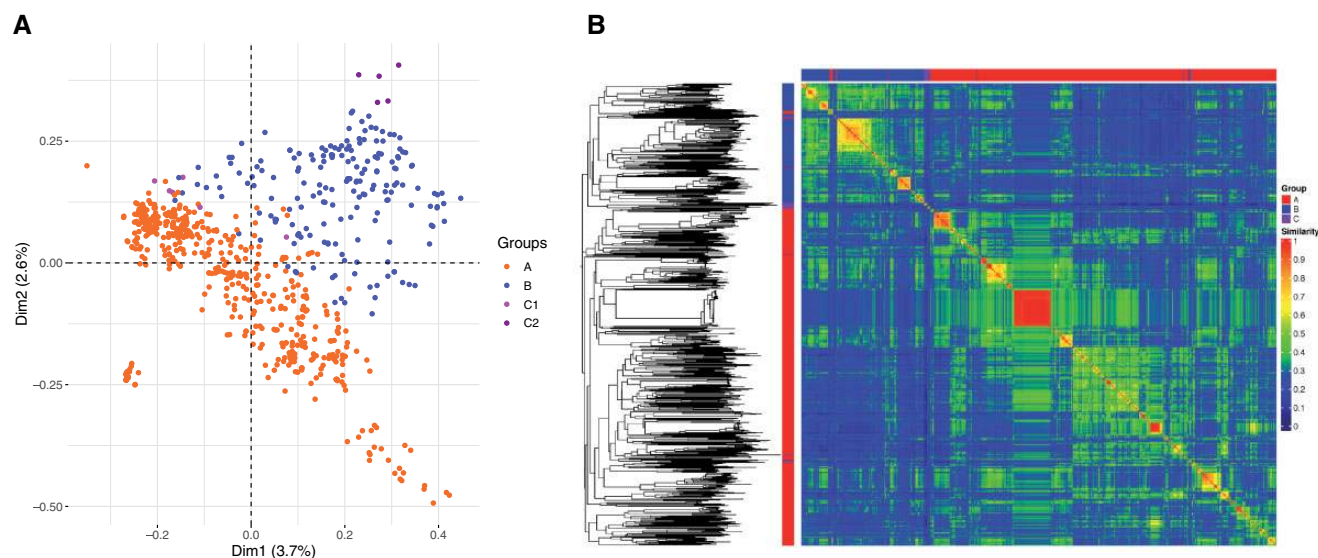 A
B
0.25
0.00
−0.25
−0.50
Dim2 (2.6%)
−0.2
0.0
0.2
0.4
Dim1 (3.7%)
Groups
A
B
C1
C2
Group
A
B
C
Similarity
1
0.9
0.8
0.7
0.6
0.5
0.4
0.3
0.2
0.1
0